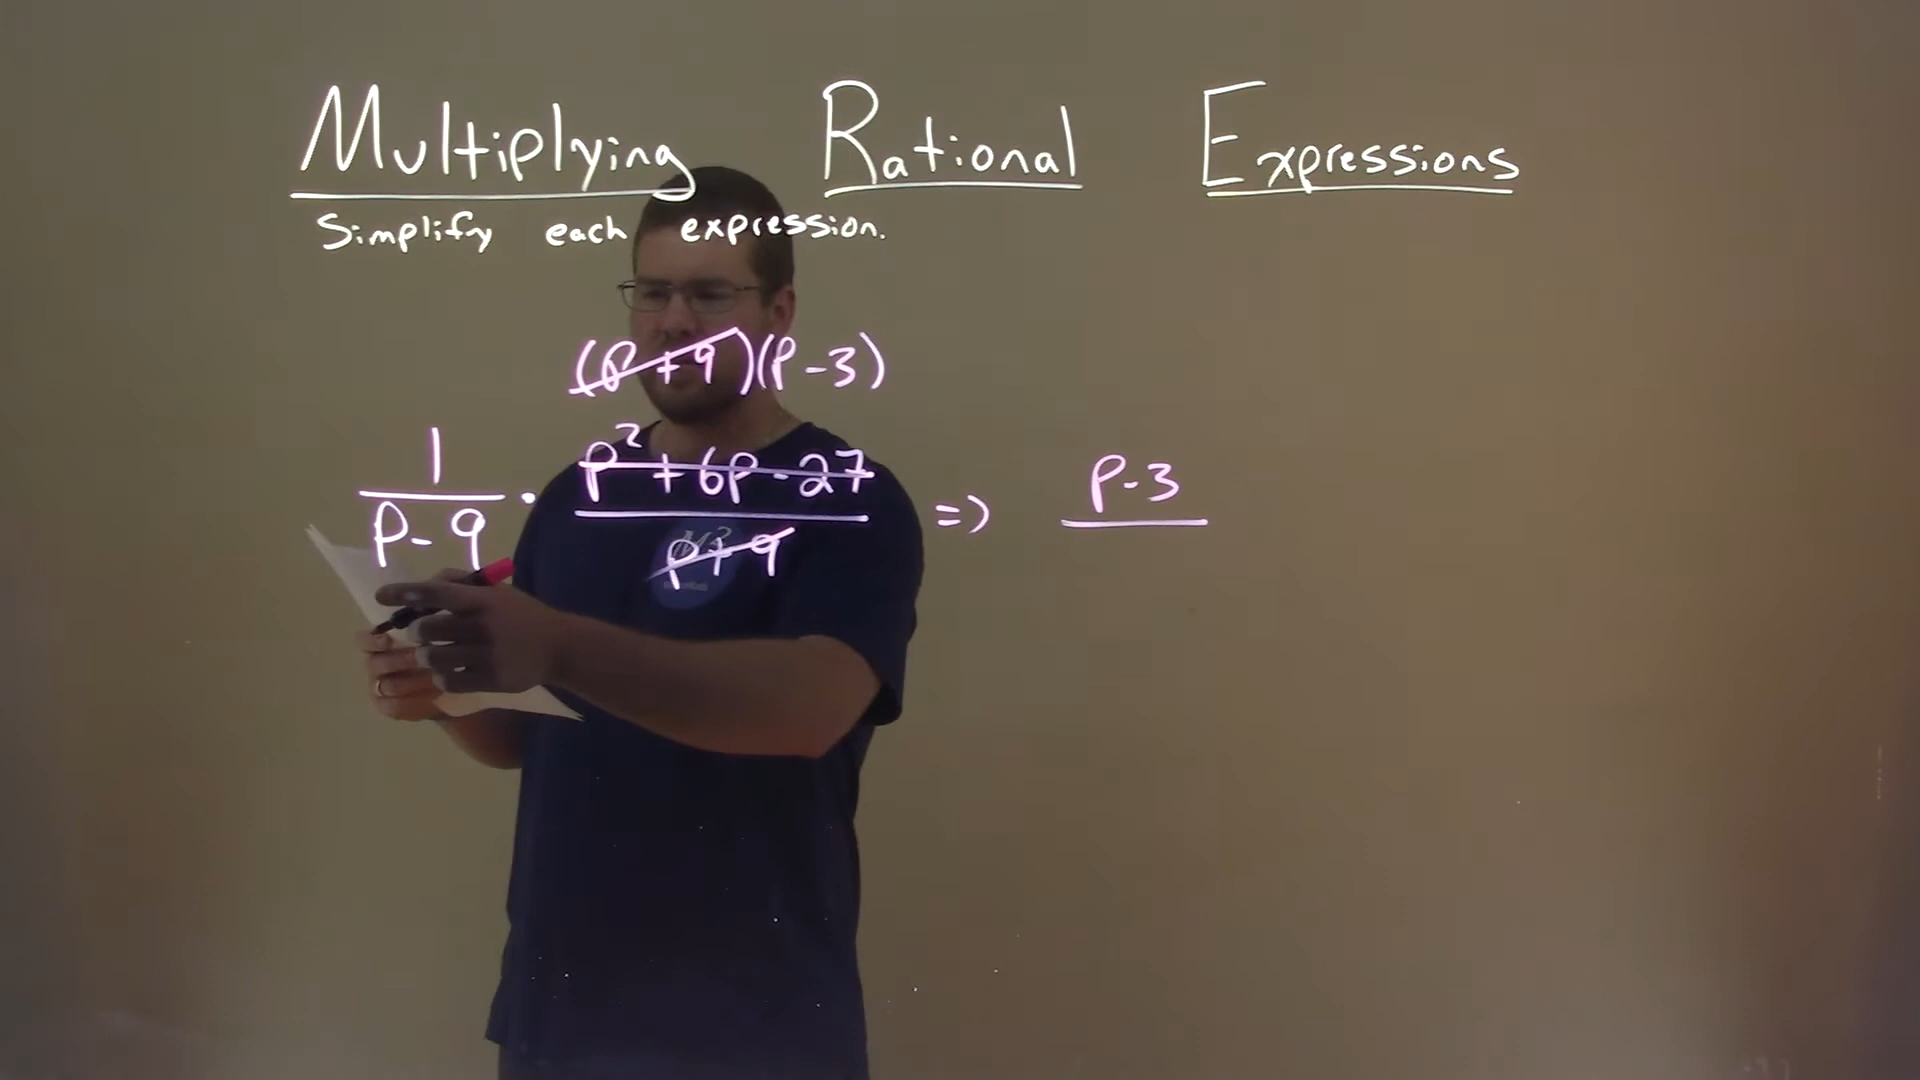 Multiplying Rational Expressions
Simplify each expression.
(P+9)(P-3)
1/P-9 · P²+6P-27/P+9 => P-3